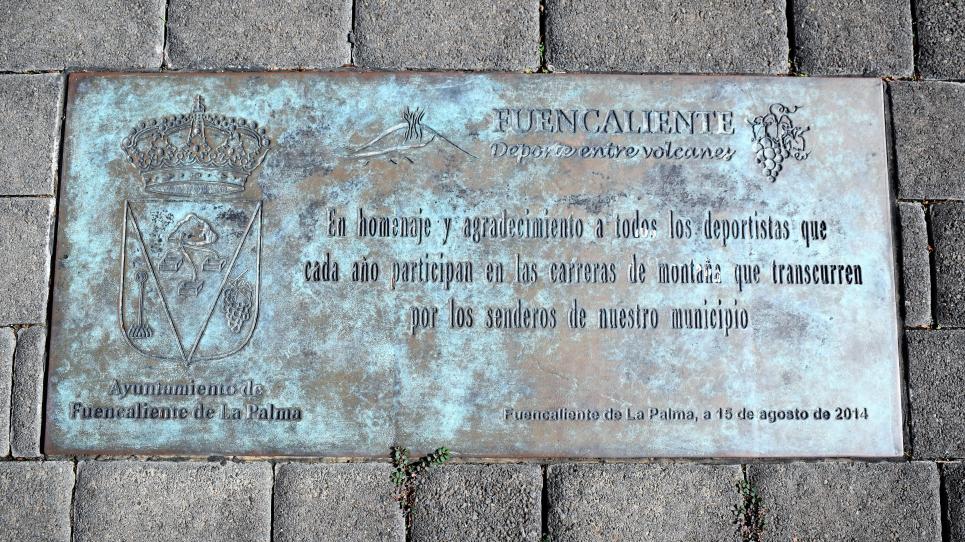 FUENCALIENTE
Deporte entre volcanes
En homenaje y agradecimiento a todos los deportistas que
cada año participan en las carreras de montaña que transcurren
por los senderos de nuestro municipio
Ayuntamiento de
Fuencaliente de La Palma
Fuencaliente de La Palma, a 15 de agosto de 2014